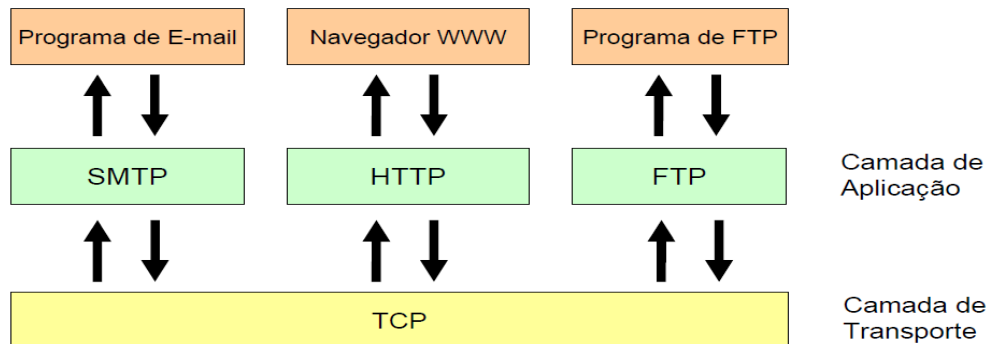 Programa de E-mail
Navegador WWW
Programa de FTP
SMTP
HTTP
FTP
Camada de
Aplicação
TCP
Camada de
Transporte